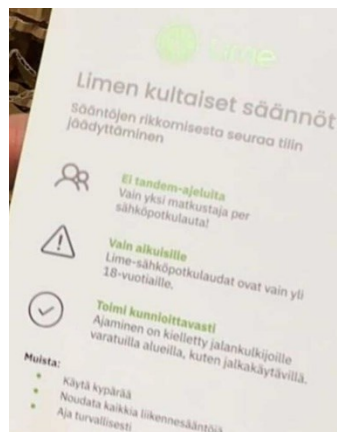 Lime
Limen kultaiset säännöt
Sääntöjen rikkomisesta seuraa tilin
jäädyttäminen
Ei tandem-ajeluita
Vain yksi matkustaja per
sähköpotkulauta!
Vain aikuisille
Lime-sähköpotkulaudat ovat vain yli
18-vuotiaille.
Toimi kunnioittavasti
Ajaminen on kielletty jalankulkijoille
varatuilla alueilla, kuten jalkakäytävillä.
Muista:
Käytä kypärää
Noudata kaikkia liikennesääntöjä
Aja turvallisesti